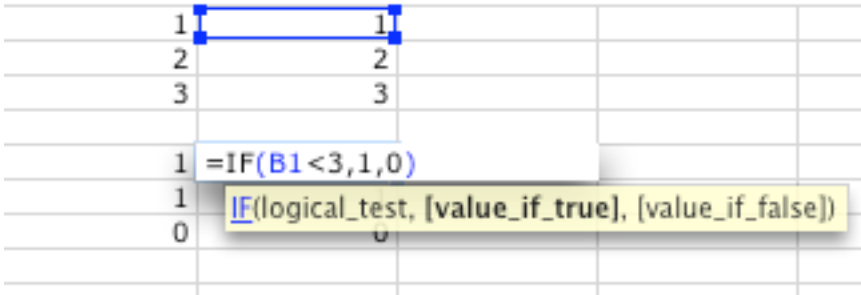 1 1
2 2
3 3
1 =IF(B1<3,1,0)
1
IF(logical_test, [value_if_true], [value_if_false])
0 0